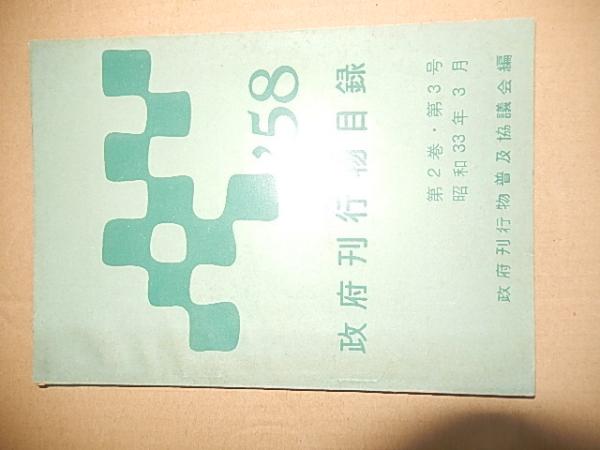 '58
政府刊行物目録
第2巻・第3号
昭和33年3月
政府刊行物普及協議会編